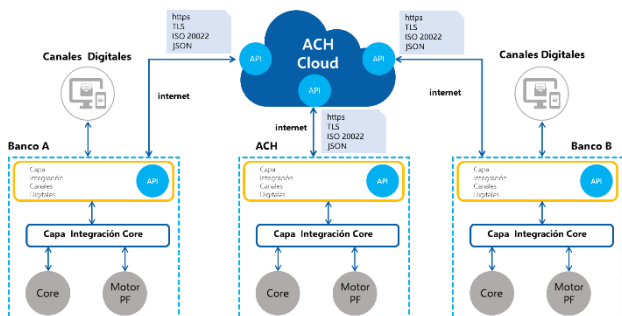 https
TLS
ISO 20022
JSON
ACH
Cloud
API
API
API
https
TLS
ISO 20022
JSON
Canales Digitales
Canales Digitales
internet
internet
internet
https
TLS
ISO 20022
JSON
Banco A
ACH
Banco B
Capa
Integración
Canales
Digitales
API
Capa
Integración
Canales
Digitales
API
Capa
Integración
Canales
Digitales
API
Capa Integración Core
Capa Integración Core
Capa Integración Core
Core
Motor
PF
Core
Motor
PF
Core
Motor
PF